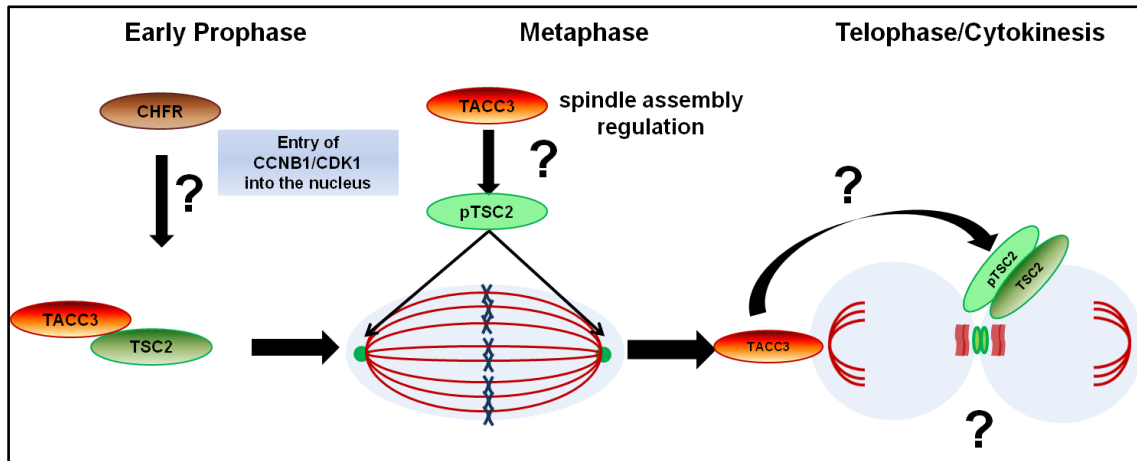 Early Prophase
Metaphase
Telophase/Cytokinesis
CHFR
?
Entry of
CCNB1/CDK1
into the nucleus
TACC3
TSC2
TACC3
spindle assembly
regulation
?
pTSC2
?
TACC3
pTSC2
TSC2
?